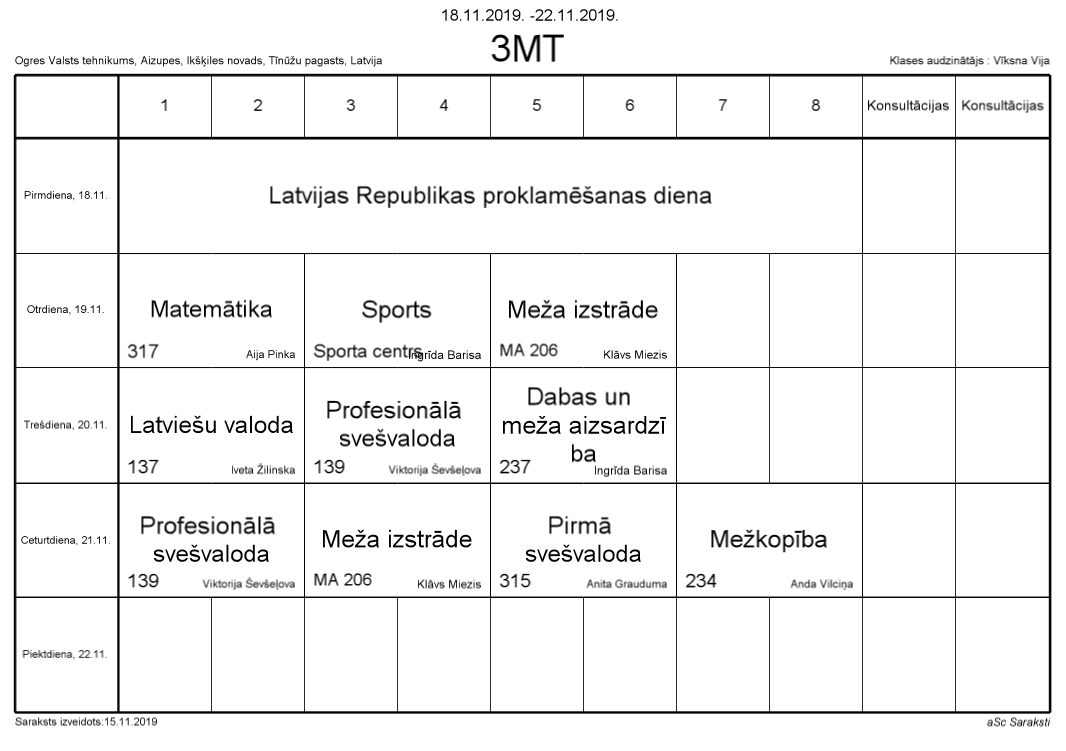 18.11.2019. -22.11.2019.
3MT
Ogres Valsts tehnikums, Aizupes, Ikšķiles novads, Tīnūžu pagasts, Latvija
Klases audzinātājs : Vīksna Vija
1 2 3 4 5 6 7 8 Konsultācijas Konsultācijas
Pirmdiena, 18.11.
Latvijas Republikas proklamēšanas diena
Otrdiena, 19.11.
Matemātika
317 Aija Pinka
Sports
Sporta centrs Ingrīda Barisa
Meža izstrāde
MA 206 Klāvs Miezis
Trešdiena, 20.11.
Latviešu valoda
137 Iveta Žilinska
Profesionālā
svešvaloda
139 Viktorija Ševšeļova
Dabas un
meža aizsardzī
ba
237 Ingrīda Barisa
Ceturtdiena, 21.11.
Profesionālā
svešvaloda
139 Viktorija Ševšeļova
Meža izstrāde
MA 206 Klāvs Miezis
Pirmā
svešvaloda
315 Anita Grauduma
Mežkopība
234 Anda Vilciņa
Piektdiena, 22.11.
Saraksts izveidots:15.11.2019
aSc Saraksti